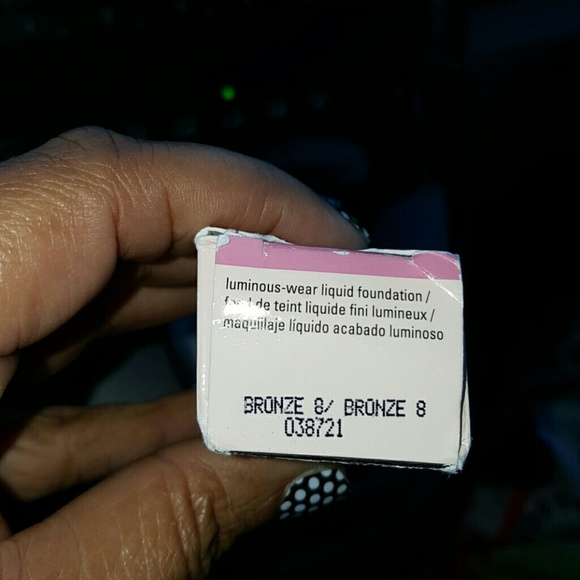 luminous-wear liquid foundation /
de teint liquide fini lumineux /
maquillaje líquido acabado luminoso
BRONZE 8/ BRONZE 8
038721